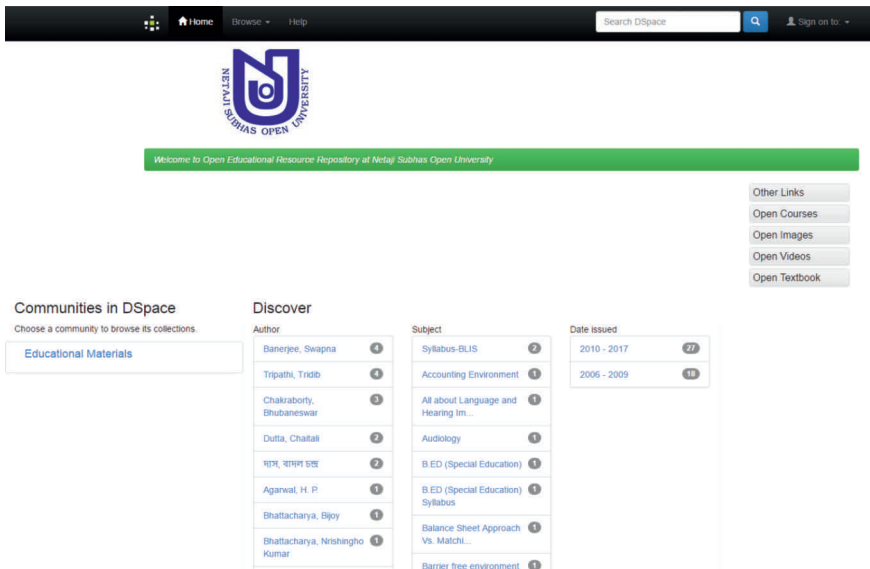 Home Browse Help Search DSpace Sign on to:
NETAJI SUBHAS OPEN UNIVERSITY
Welcome to Open Educational Resource Repository at Netaji Subhas Open University
Other Links
Open Courses
Open Images
Open Videos
Open Textbook
Communities in DSpace
Choose a community to browse its collections.
Educational Materials
Discover
Author
Banerjee, Swapna 4
Tripathi, Tridib 4
Chakraborty, 3
Bhubaneswar
Dutta, Chaitali 2
দাস, বাদল চন্দ্র 2
Agarwal, H. P. 1
Bhattacharya, Bijoy 1
Bhattacharya, Nrishingho 1
Kumar
Subject
Syllabus-BLIS 2
Accounting Environment 1
All about Language and 1
Hearing Im...
Audiology 1
B.ED (Special Education) 1
B.ED (Special Education) 1
Syllabus
Balance Sheet Approach 1
Vs. Matchi...
Barrier free environment 1
Date issued
2010 - 2017 27
2006 - 2009 18